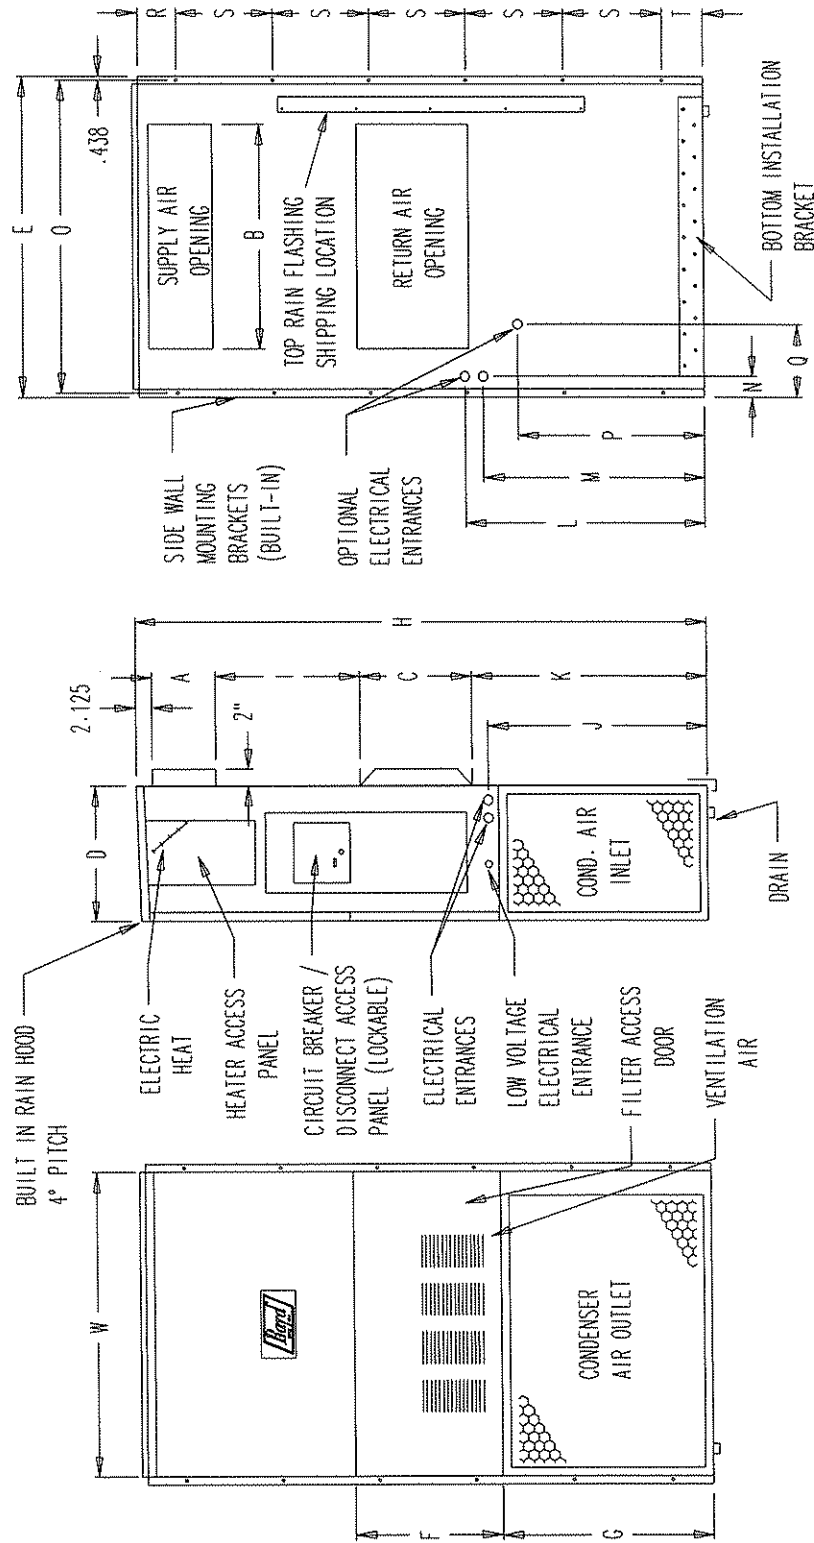 W
F
G
BUILT IN RAIN HOOD
4° PITCH
Bard
CONDENSER
AIR OUTLET
ELECTRIC
HEAT
HEATER ACCESS
PANEL
CIRCUIT BREAKER /
DISCONNECT ACCESS
PANEL (LOCKABLE)
ELECTRICAL
ENTRANCES
LOW VOLTAGE
ELECTRICAL
ENTRANCE
FILTER ACCESS
DOOR
VENTILATION
AIR
D
2.125
A
2"
I
C
K
J
H
COND. AIR
INLET
DRAIN
SIDE WALL
MOUNTING
BRACKETS
(BUILT-IN)
OPTIONAL
ELECTRICAL
ENTRANCES
E
O
.438
SUPPLY AIR
OPENING
B
TOP RAIN FLASHING
SHIPPING LOCATION
RETURN AIR
OPENING
L
M
P
N
Q
R
S
S
S
S
S
T
BOTTOM INSTALLATION
BRACKET